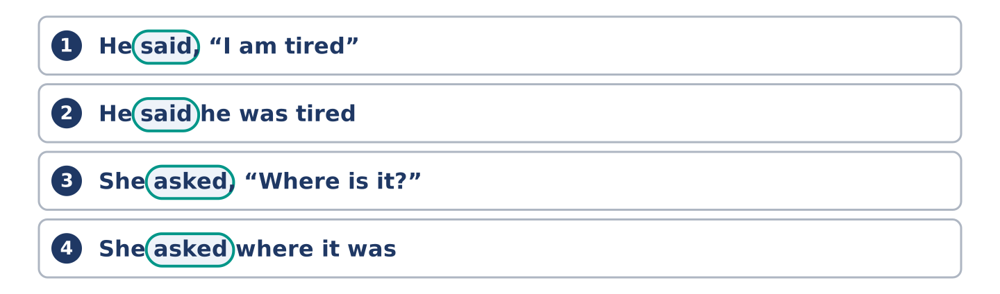 1 He said, “I am tired”
2 He said he was tired
3 She asked, “Where is it?”
4 She asked where it was